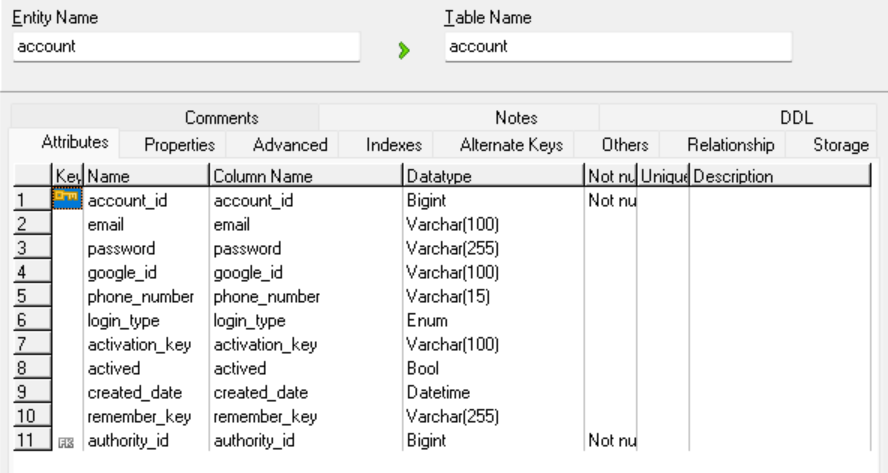 Entity Name Table Name
account account
Comments Notes DDL
Attributes Properties Advanced Indexes Alternate Keys Others Relationship Storage
Key Name Column Name Datatype Not nu Unique Description
1 account_id account_id Bigint Not nu
2 email email Varchar(100)
3 password password Varchar(255)
4 google_id google_id Varchar(100)
5 phone_number phone_number Varchar(15)
6 login_type login_type Enum
7 activation_key activation_key Varchar(100)
8 actived actived Bool
9 created_date created_date Datetime
10 remember_key remember_key Varchar(255)
11 FK authority_id authority_id Bigint Not nu